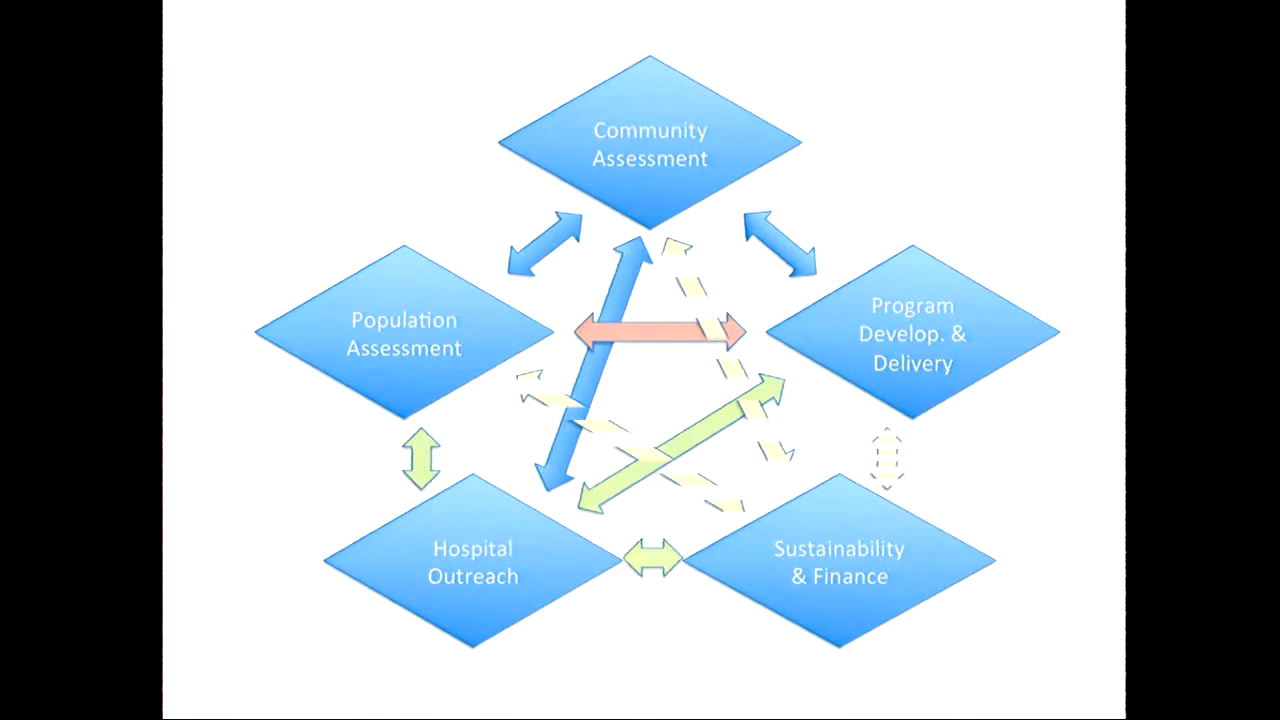 Community
Assessment
Population
Assessment
Program
Develop. &
Delivery
Hospital
Outreach
Sustainability
& Finance